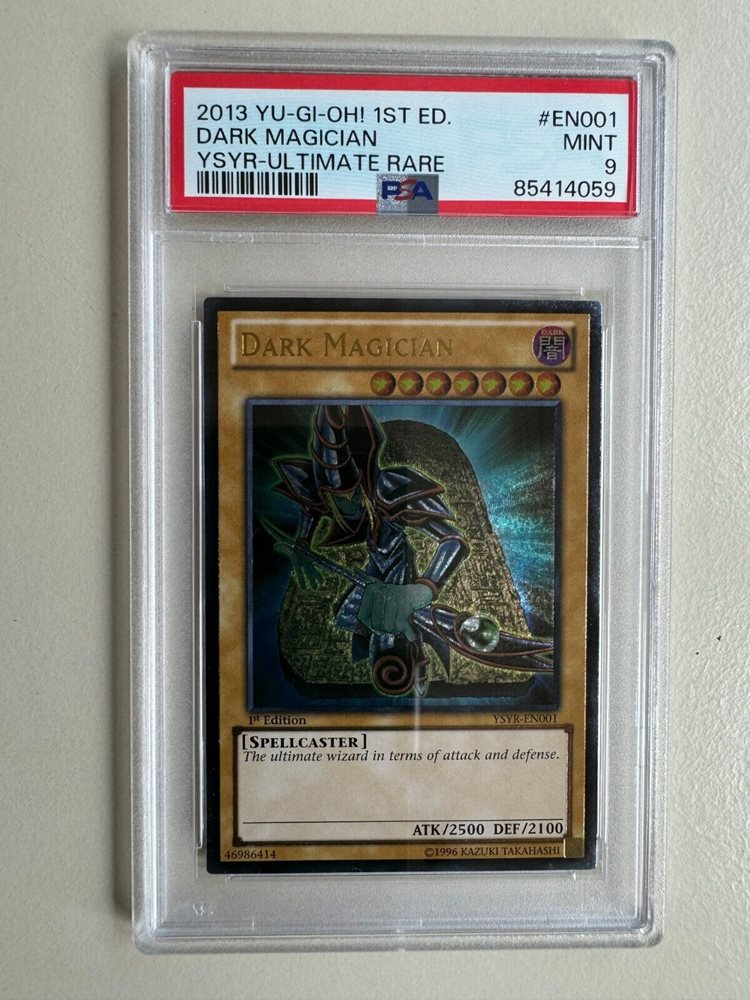 2013 YU-GI-OH! 1ST ED. #EN001
DARK MAGICIAN MINT
YSYR-ULTIMATE RARE 9
PSA 85414059
DARK MAGICIAN
DARK
闇
1st Edition YSYR-EN001
[SPELLCASTER]
The ultimate wizard in terms of attack and defense.
ATK/2500 DEF/2100
46986414 ©1996 KAZUKI TAKAHASHI